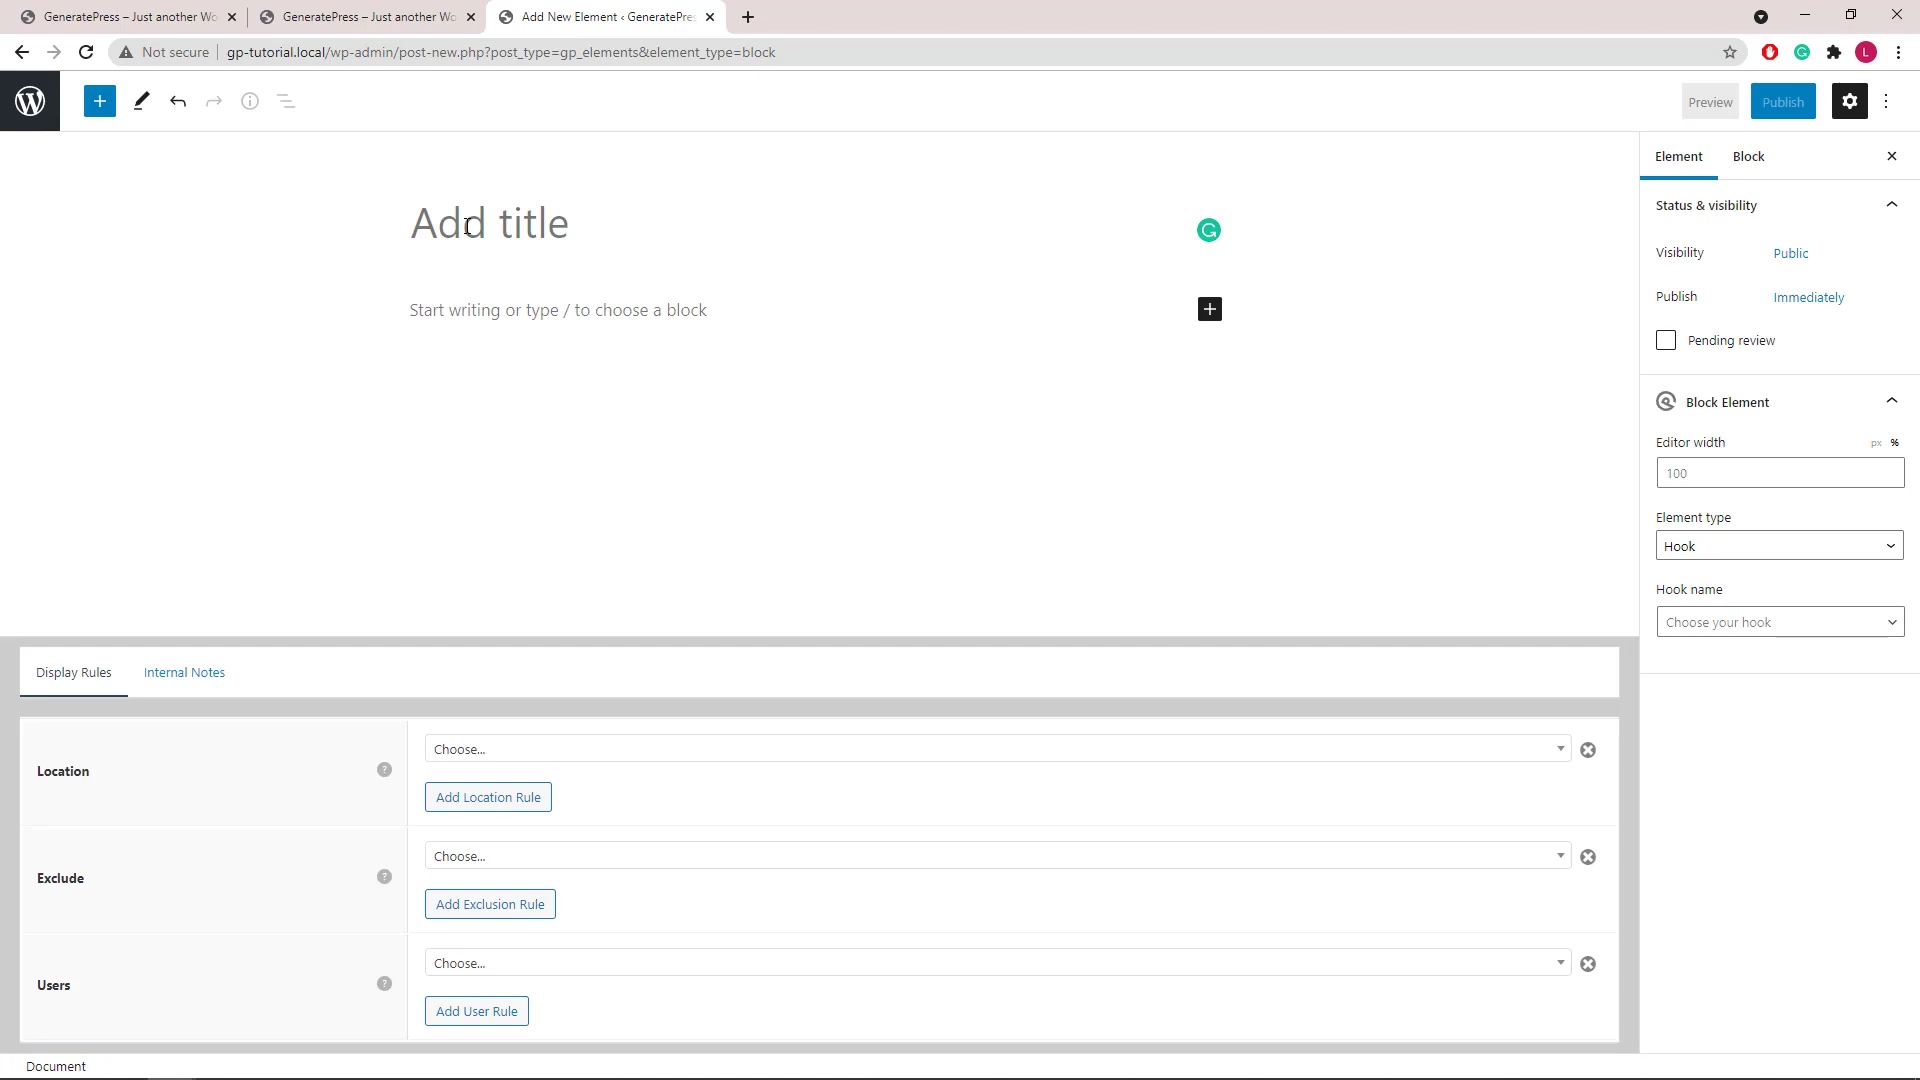 GeneratePress – Just another Wo
GeneratePress – Just another Wo
Add New Element ‹ GeneratePres
Not secure
gp-tutorial.local/wp-admin/post-new.php?post_type=gp_elements&element_type=block
L
Preview
Publish
Element
Block
Add title
Start writing or type / to choose a block
Status & visibility
Visibility
Public
Publish
Immediately
Pending review
Block Element
Editor width
px
%
100
Element type
Hook
Hook name
Choose your hook
Display Rules
Internal Notes
Location
?
Choose...
Add Location Rule
Exclude
?
Choose...
Add Exclusion Rule
Users
?
Choose...
Add User Rule
Document